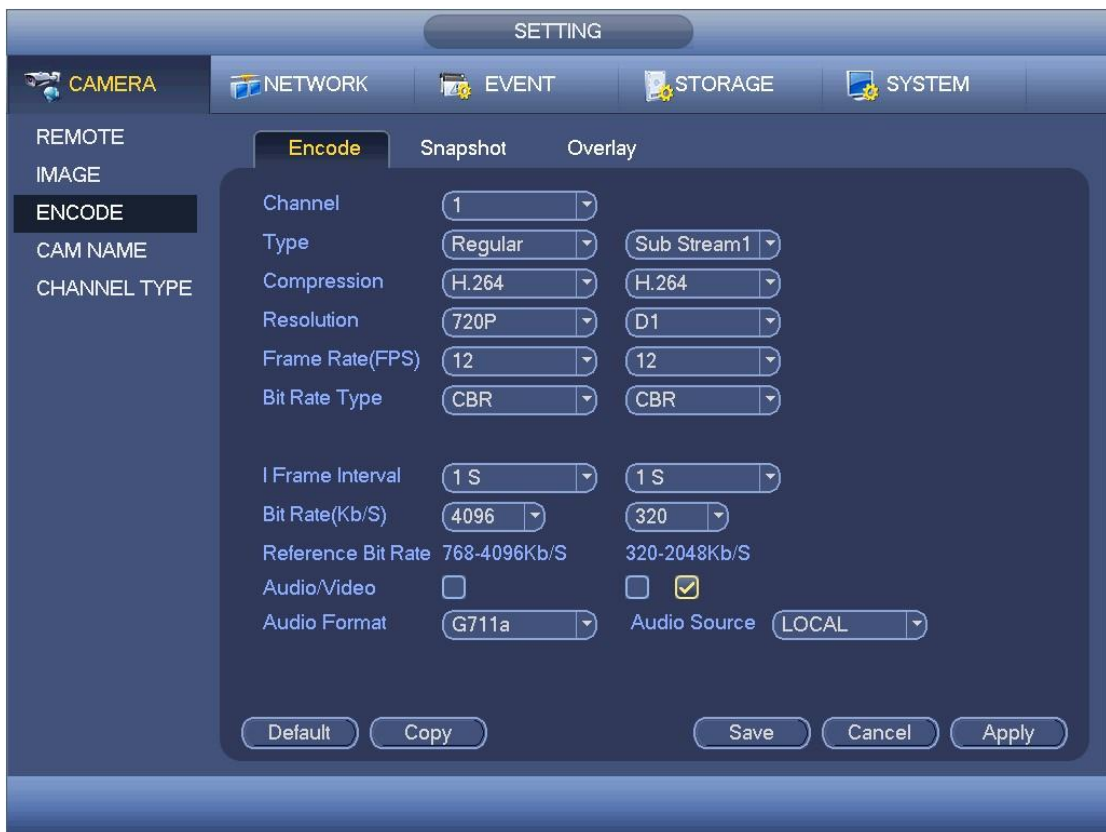 SETTING
CAMERA NETWORK EVENT STORAGE SYSTEM
REMOTE
IMAGE
ENCODE
CAM NAME
CHANNEL TYPE
Encode Snapshot Overlay
Channel 1
Type Regular Sub Stream1
Compression H.264 H.264
Resolution 720P D1
Frame Rate(FPS) 12 12
Bit Rate Type CBR CBR
I Frame Interval 1 S 1 S
Bit Rate(Kb/S) 4096 320
Reference Bit Rate 768-4096Kb/S 320-2048Kb/S
Audio/Video
Audio Format G711a Audio Source LOCAL
Default Copy Save Cancel Apply